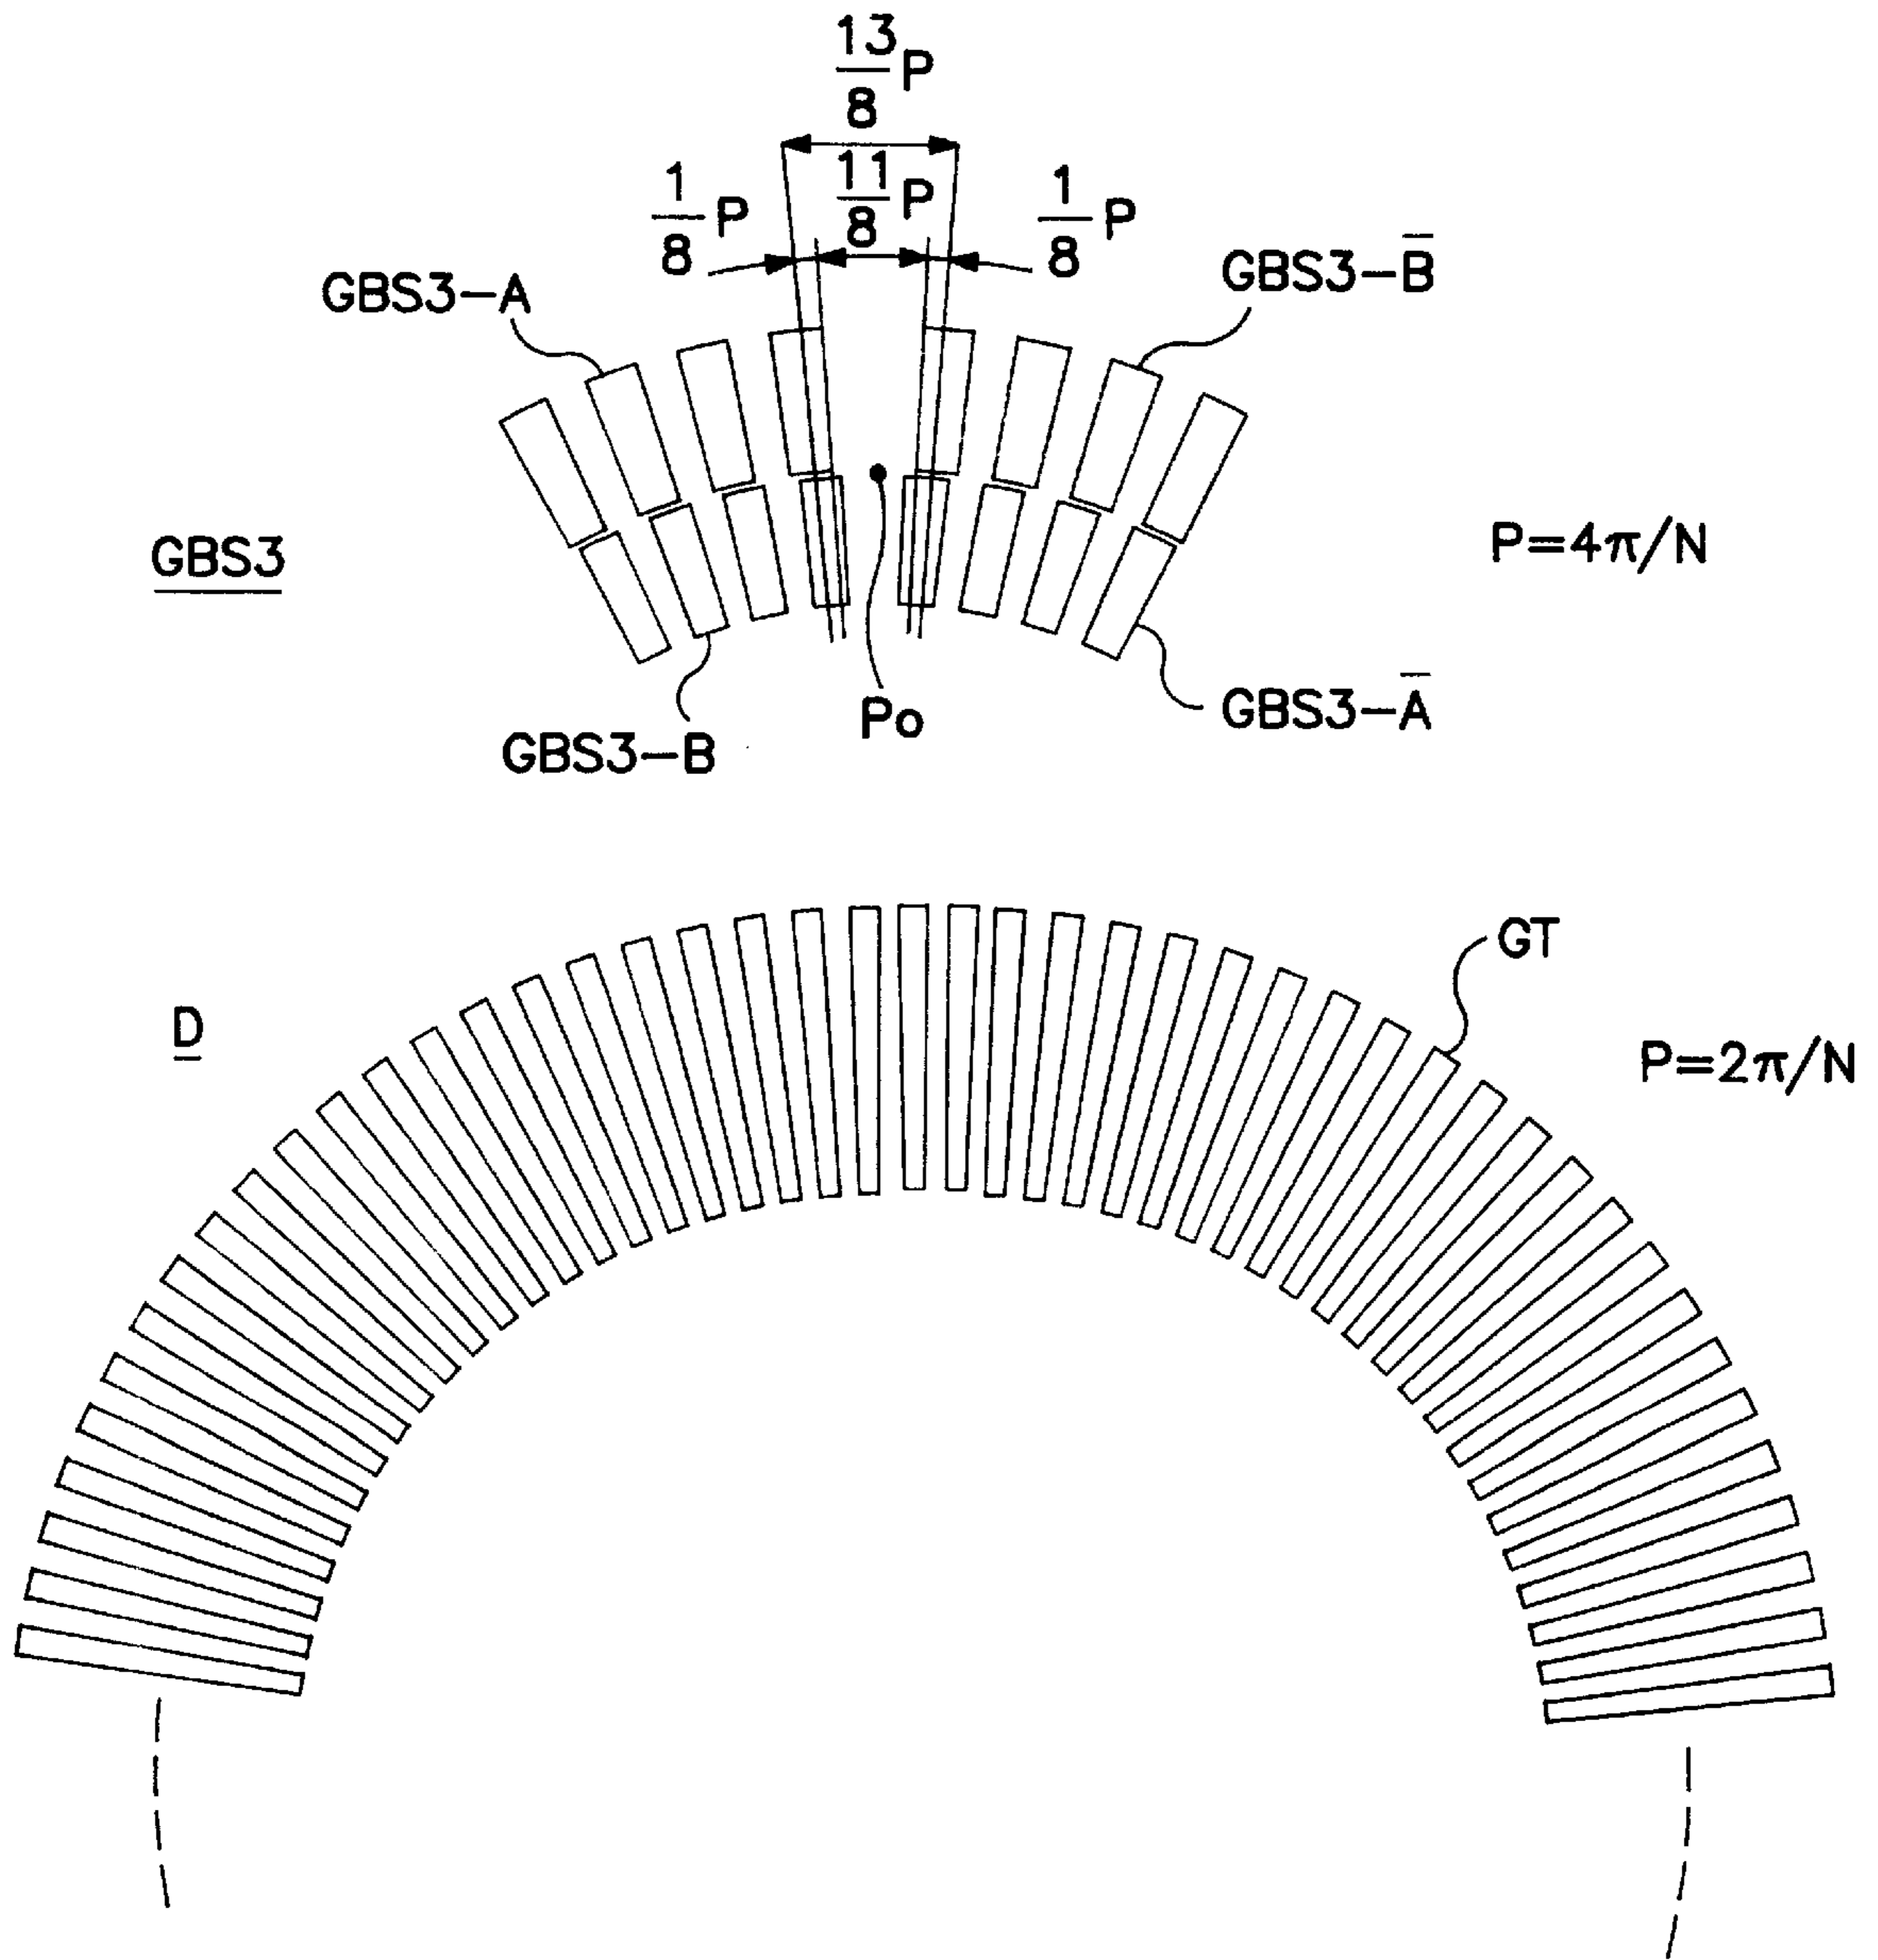 13/8 P
11/8 P
1/8 P
1/8 P
GBS3-A
GBS3-B̅
GBS3
P=4π/N
GBS3-B
Po
GBS3-A̅
GT
D
P=2π/N